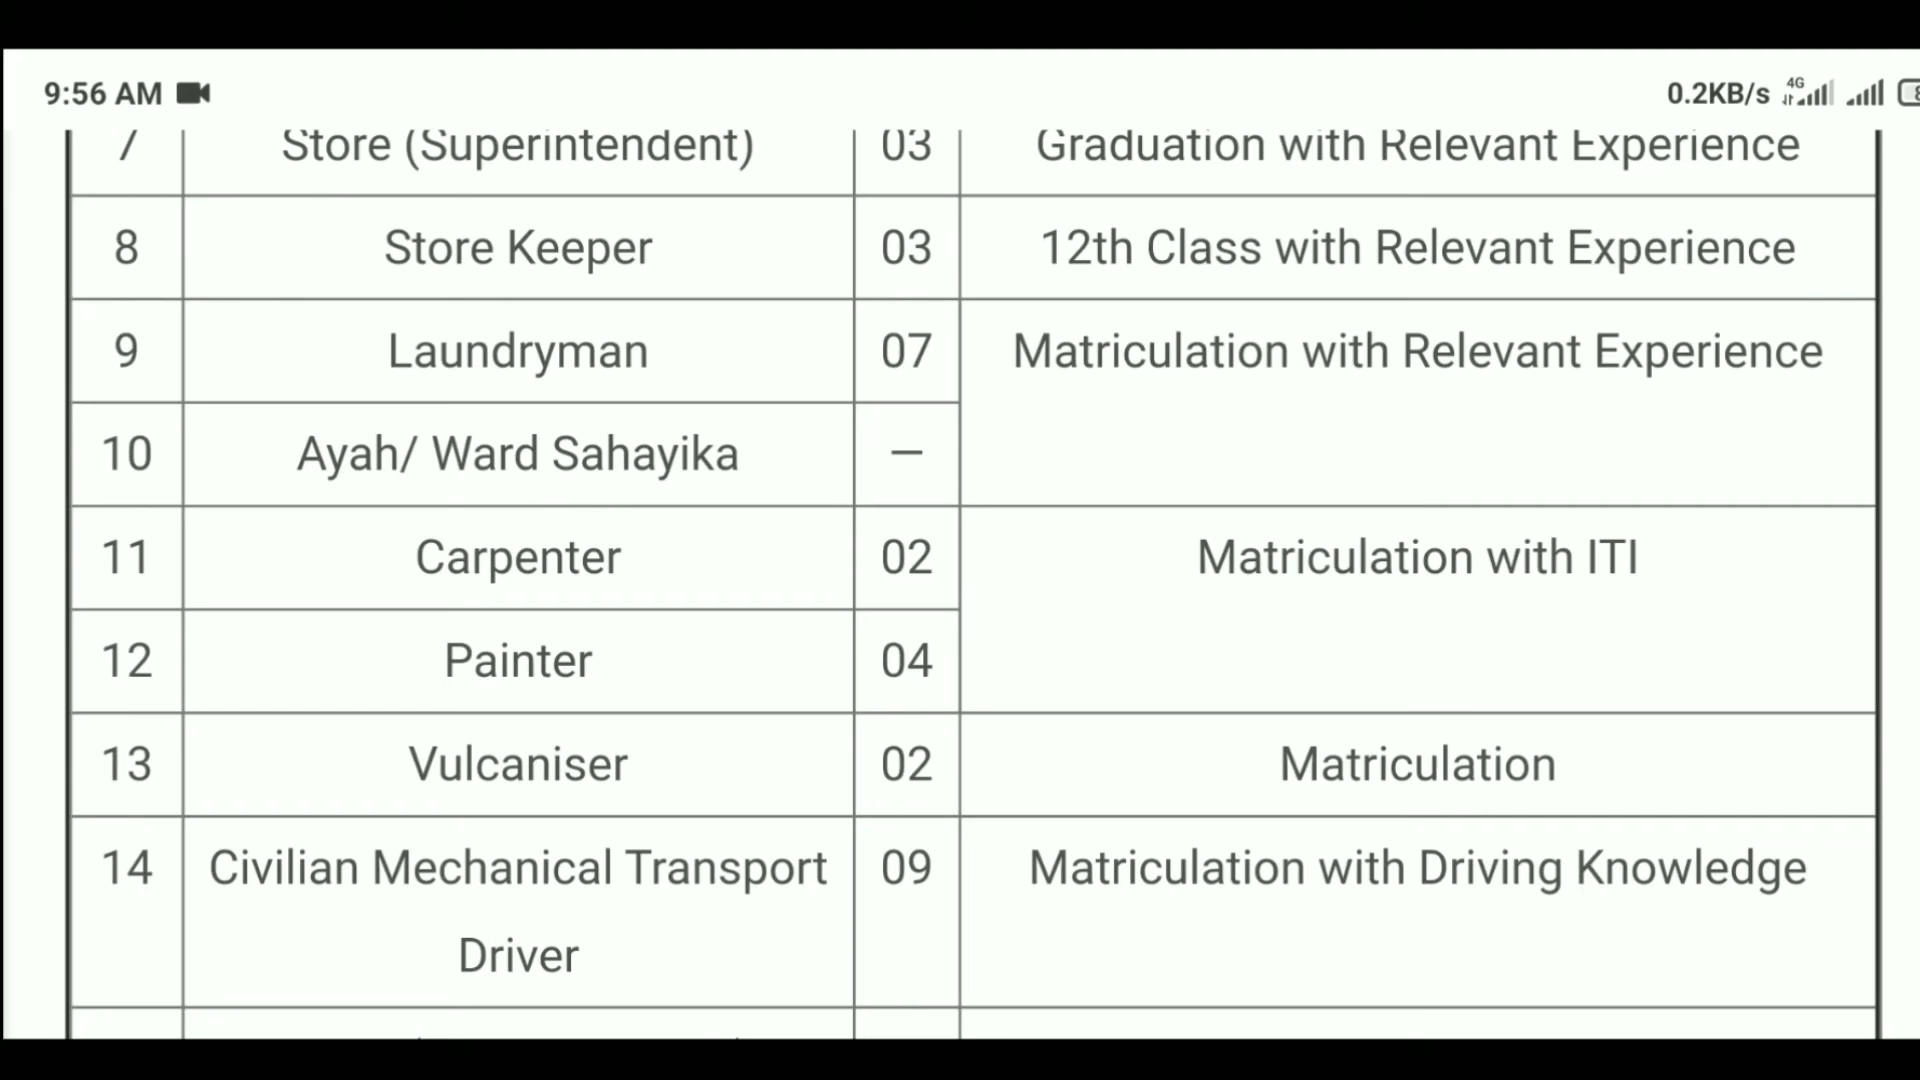 9:56 AM 0.2KB/s 4G
7 Store (Superintendent) 03 Graduation with Relevant Experience
8 Store Keeper 03 12th Class with Relevant Experience
9 Laundryman 07 Matriculation with Relevant Experience
10 Ayah/ Ward Sahayika —
11 Carpenter 02 Matriculation with ITI
12 Painter 04
13 Vulcaniser 02 Matriculation
14 Civilian Mechanical Transport 09 Matriculation with Driving Knowledge
Driver